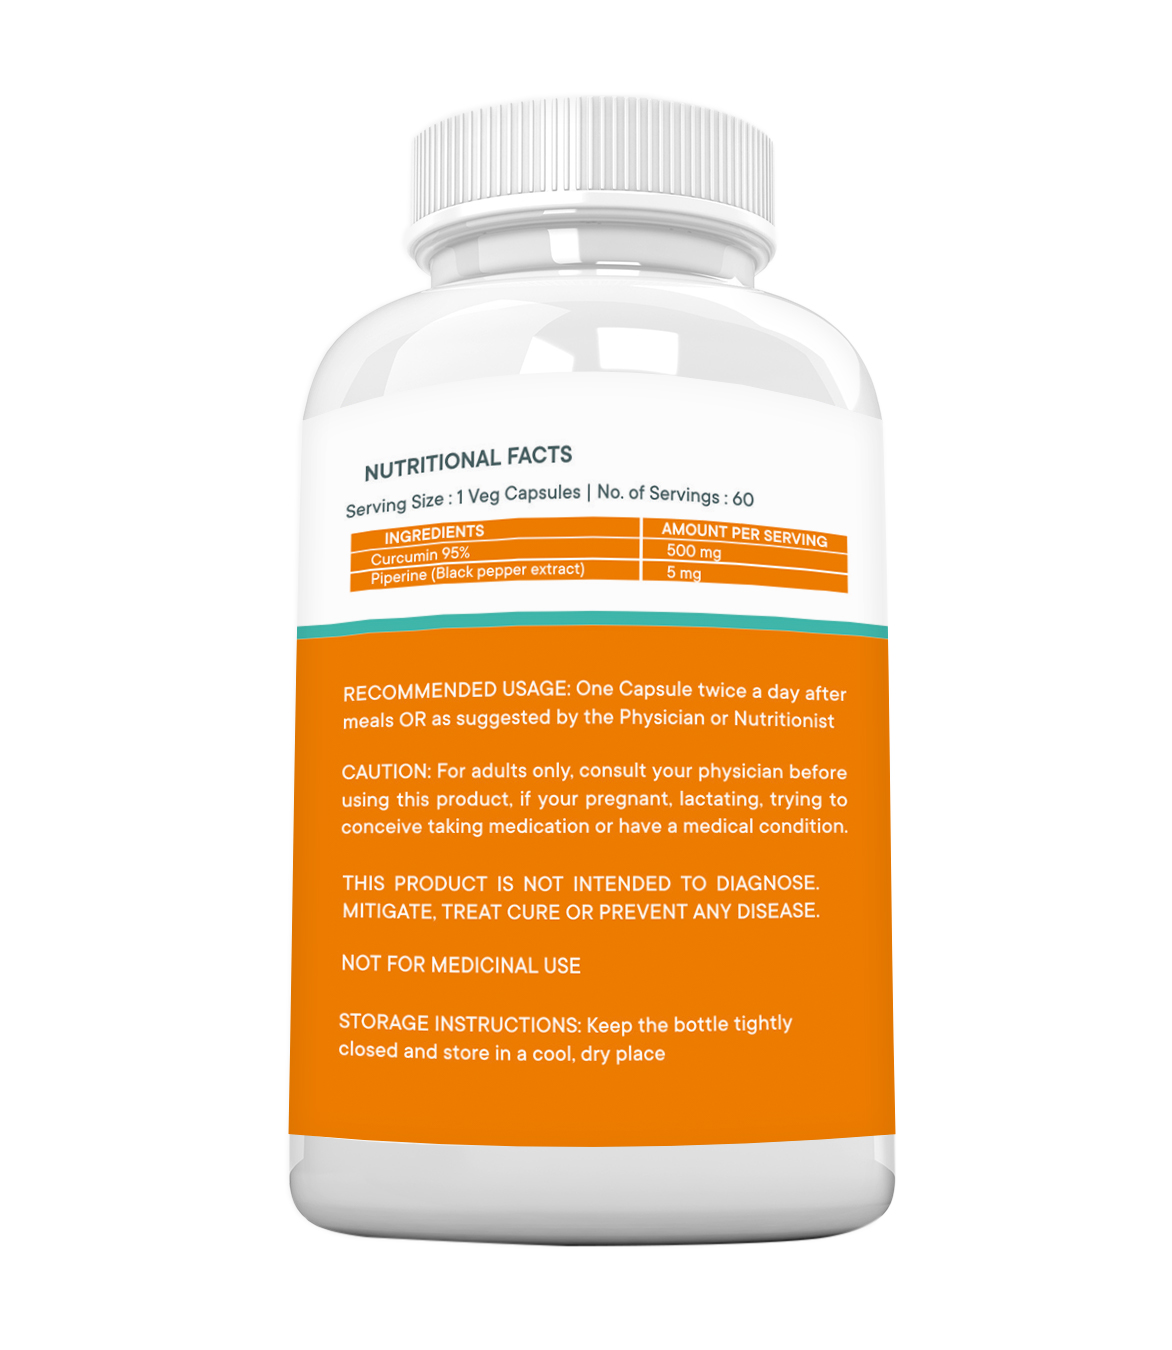 NUTRITIONAL FACTS
Serving Size : 1 Veg Capsules | No. of Servings : 60
INGREDIENTS AMOUNT PER SERVING
Curcumin 95% 500 mg
Piperine (Black pepper extract) 5 mg
RECOMMENDED USAGE: One Capsule twice a day after
meals OR as suggested by the Physician or Nutritionist
CAUTION: For adults only, consult your physician before
using this product, if your pregnant, lactating, trying to
conceive taking medication or have a medical condition.
THIS PRODUCT IS NOT INTENDED TO DIAGNOSE.
MITIGATE, TREAT CURE OR PREVENT ANY DISEASE.
NOT FOR MEDICINAL USE
STORAGE INSTRUCTIONS: Keep the bottle tightly
closed and store in a cool, dry place